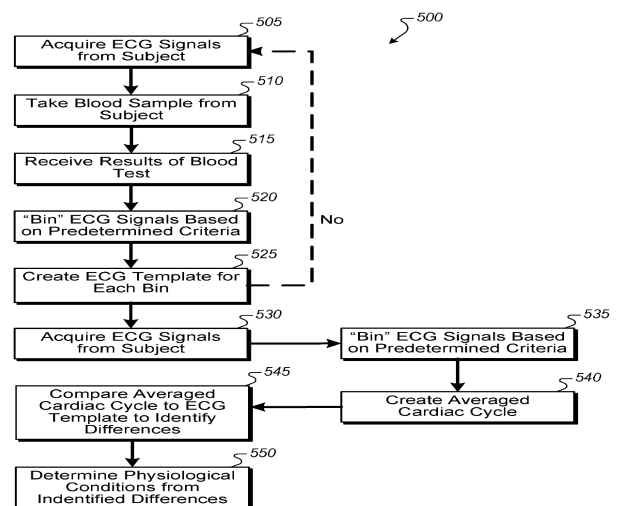 505
500
Acquire ECG Signals
from Subject
510
Take Blood Sample from
Subject
515
Receive Results of Blood
Test
520
“Bin” ECG Signals Based
on Predetermined Criteria
No
525
Create ECG Template for
Each Bin
530
Acquire ECG Signals
from Subject
535
“Bin” ECG Signals Based
on Predetermined Criteria
545
Compare Averaged
Cardiac Cycle to ECG
Template to Identify
Differences
540
Create Averaged
Cardiac Cycle
550
Determine Physiological
Conditions from
Indentified Differences